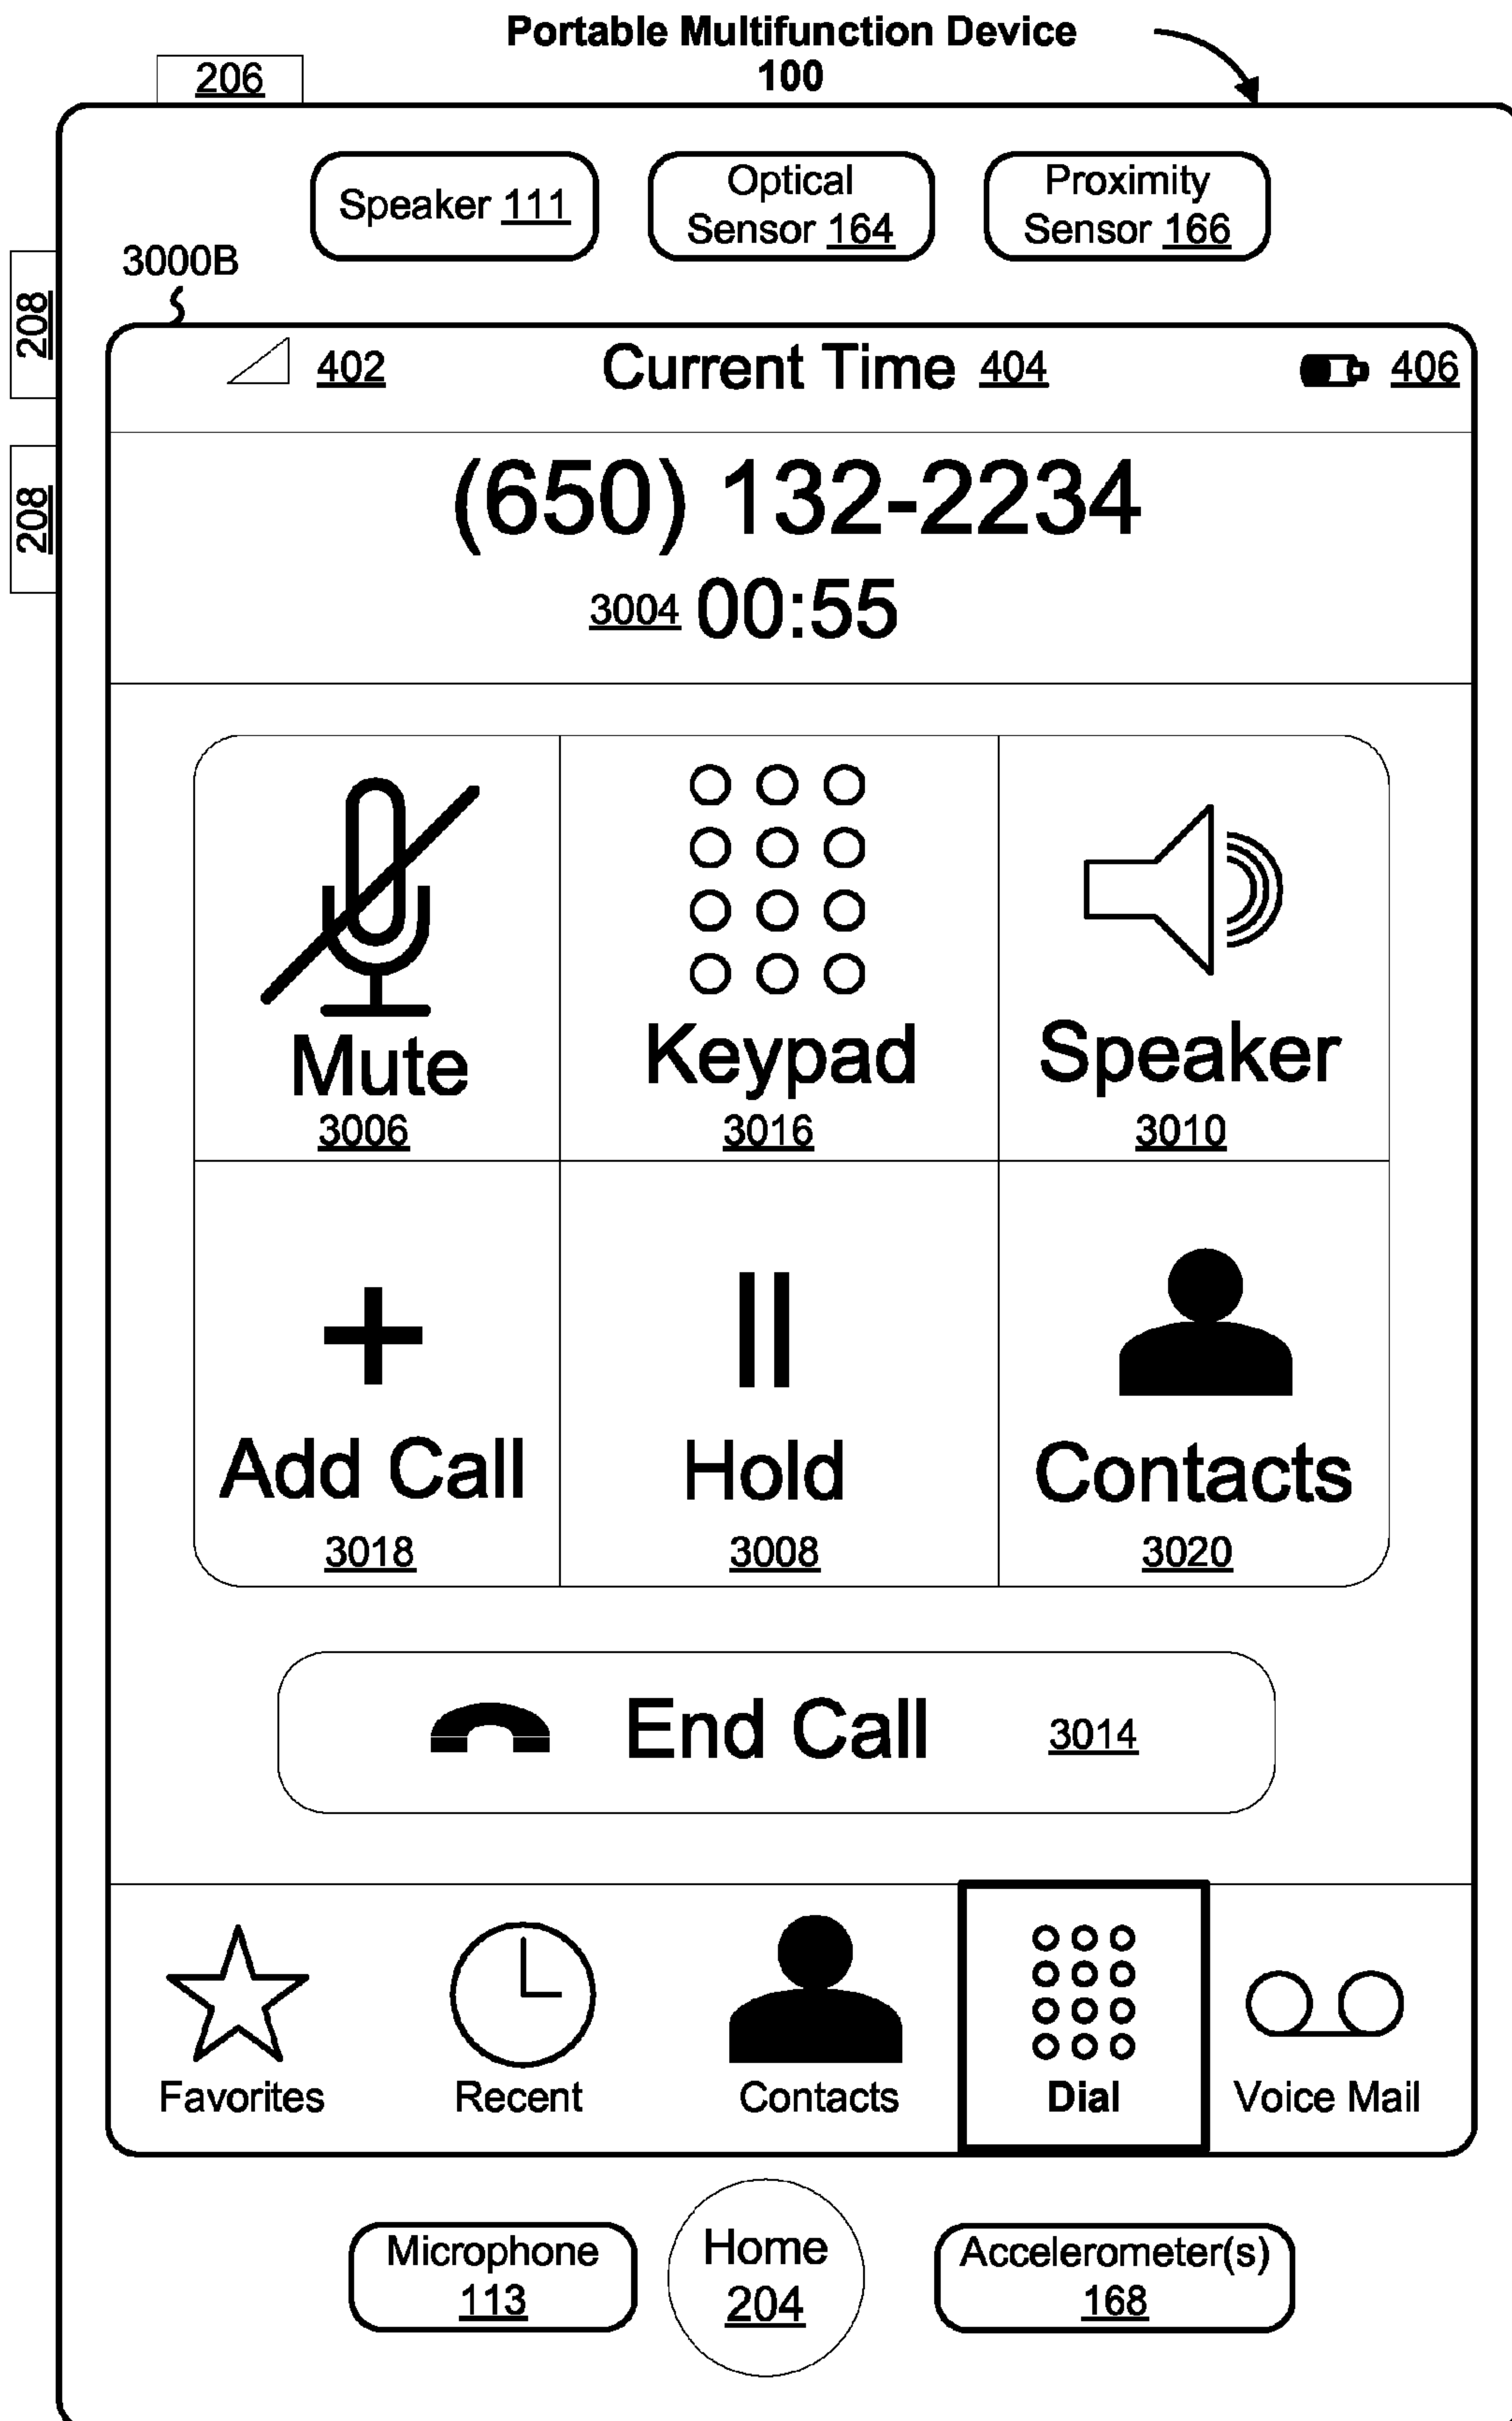 Portable Multifunction Device
100
206
Speaker 111
Optical
Sensor 164
Proximity
Sensor 166
3000B
208
208
402
Current Time 404
406
(650) 132-2234
3004 00:55
Mute
3006
Keypad
3016
Speaker
3010
Add Call
3018
Hold
3008
Contacts
3020
End Call 3014
Favorites
Recent
Contacts
Dial
Voice Mail
Microphone
113
Home
204
Accelerometer(s)
168